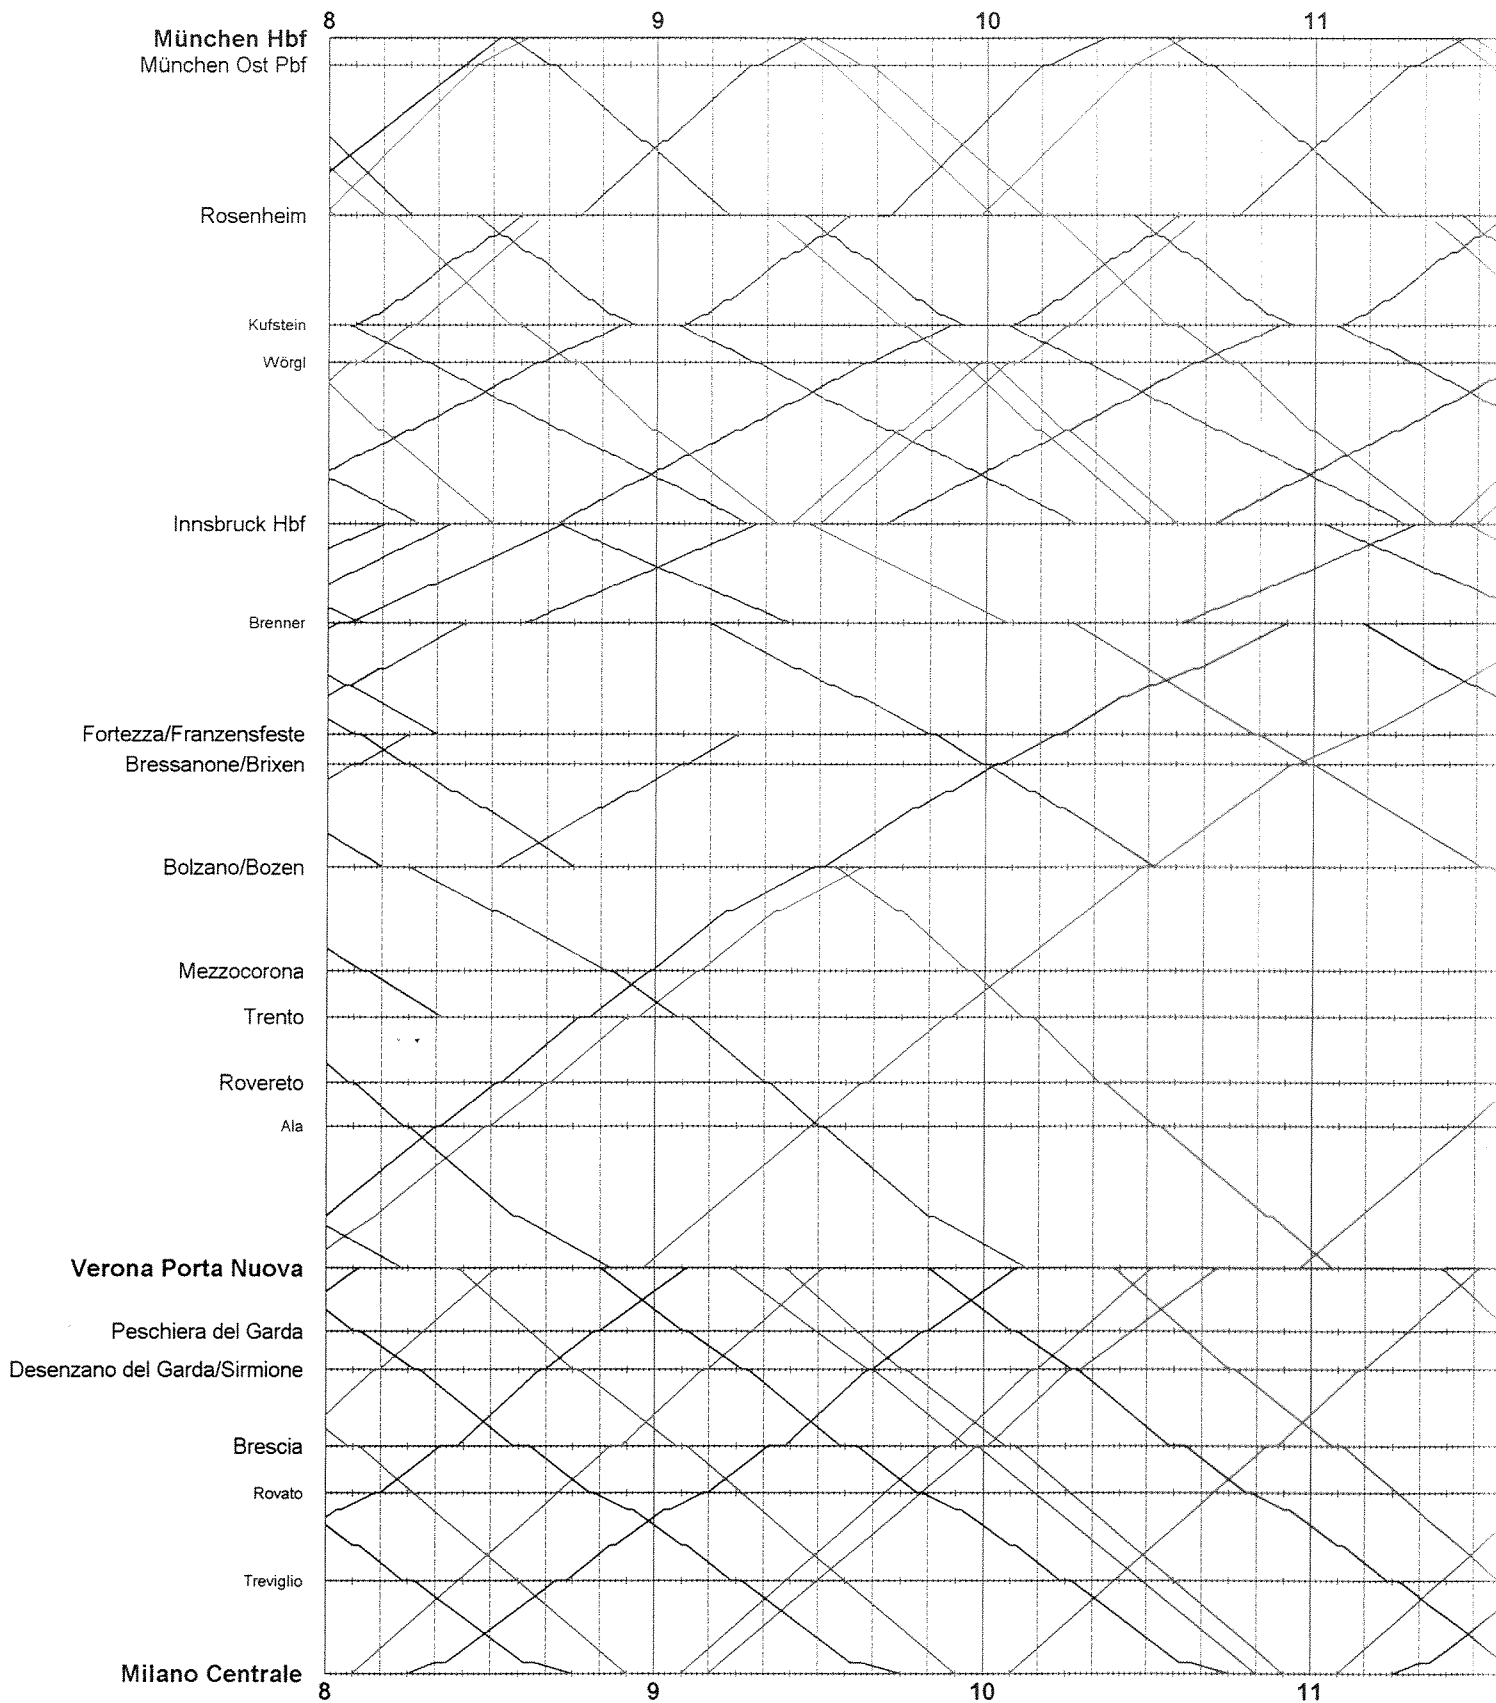 8 9 10 11
München Hbf
München Ost Pbf
Rosenheim
Kufstein
Wörgl
Innsbruck Hbf
Brenner
Fortezza/Franzensfeste
Bressanone/Brixen
Bolzano/Bozen
Mezzocorona
Trento
Rovereto
Ala
Verona Porta Nuova
Peschiera del Garda
Desenzano del Garda/Sirmione
Brescia
Rovato
Treviglio
Milano Centrale
8 9 10 11